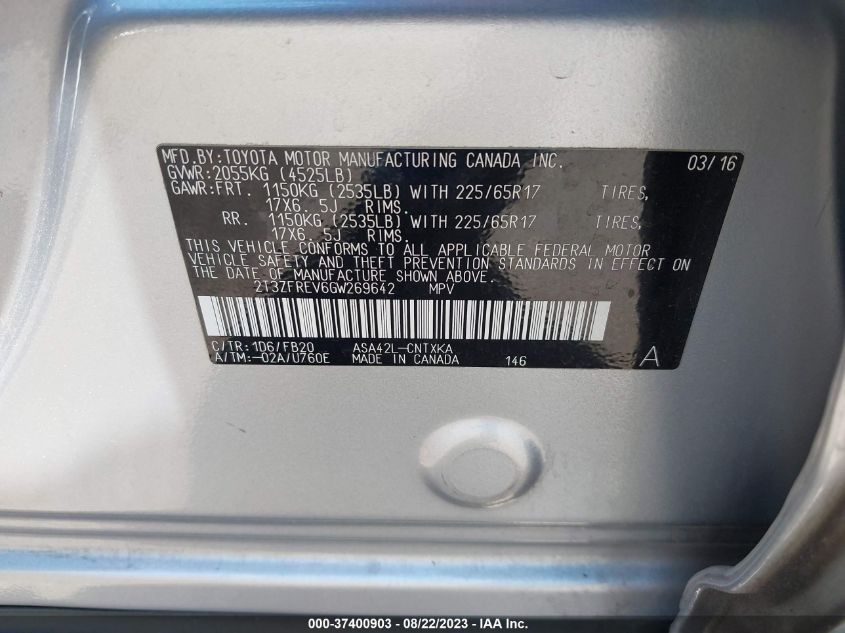 MFD.BY:TOYOTA MOTOR MANUFACTURING CANADA INC. 03/16
GVWR:2055KG (4525LB)
GAWR:FRT. 1150KG (2535LB) WITH 225/65R17 TIRES,
17X6.5J RIMS.
RR. 1150KG (2535LB) WITH 225/65R17 TIRES,
17X6.5J RIMS.
THIS VEHICLE CONFORMS TO ALL APPLICABLE FEDERAL MOTOR
VEHICLE SAFETY AND THEFT PREVENTION STANDARDS IN EFFECT ON
THE DATE OF MANUFACTURE SHOWN ABOVE.
2T3ZFREV6GW269642 MPV
C/TR:1D6/FB20 ASA42L-CNTXKA
A/TM:-02A/U760E MADE IN CANADA 146 A
000-37400903 - 08/22/2023 - IAA Inc.